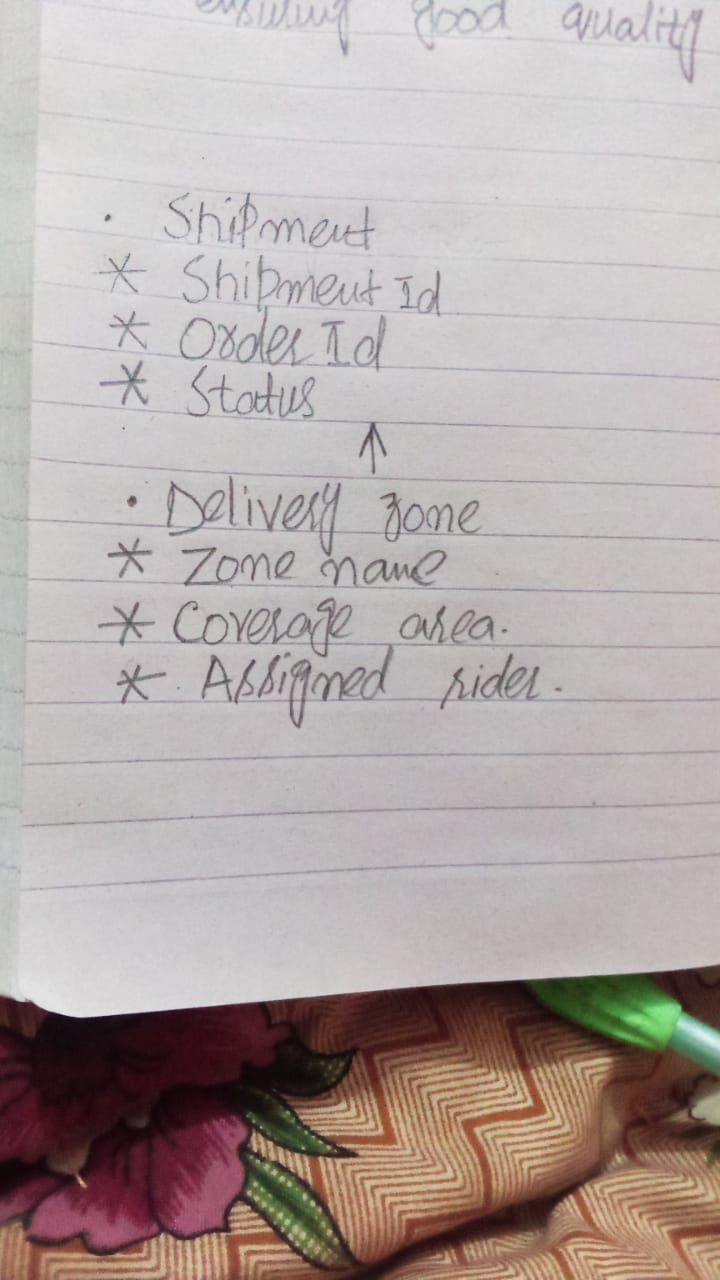 ensuring good quality
· Shipment
* Shipment Id
* Order Id
* Status
↑
· Delivery zone
* Zone name
* Coverage area.
* Assigned rider.